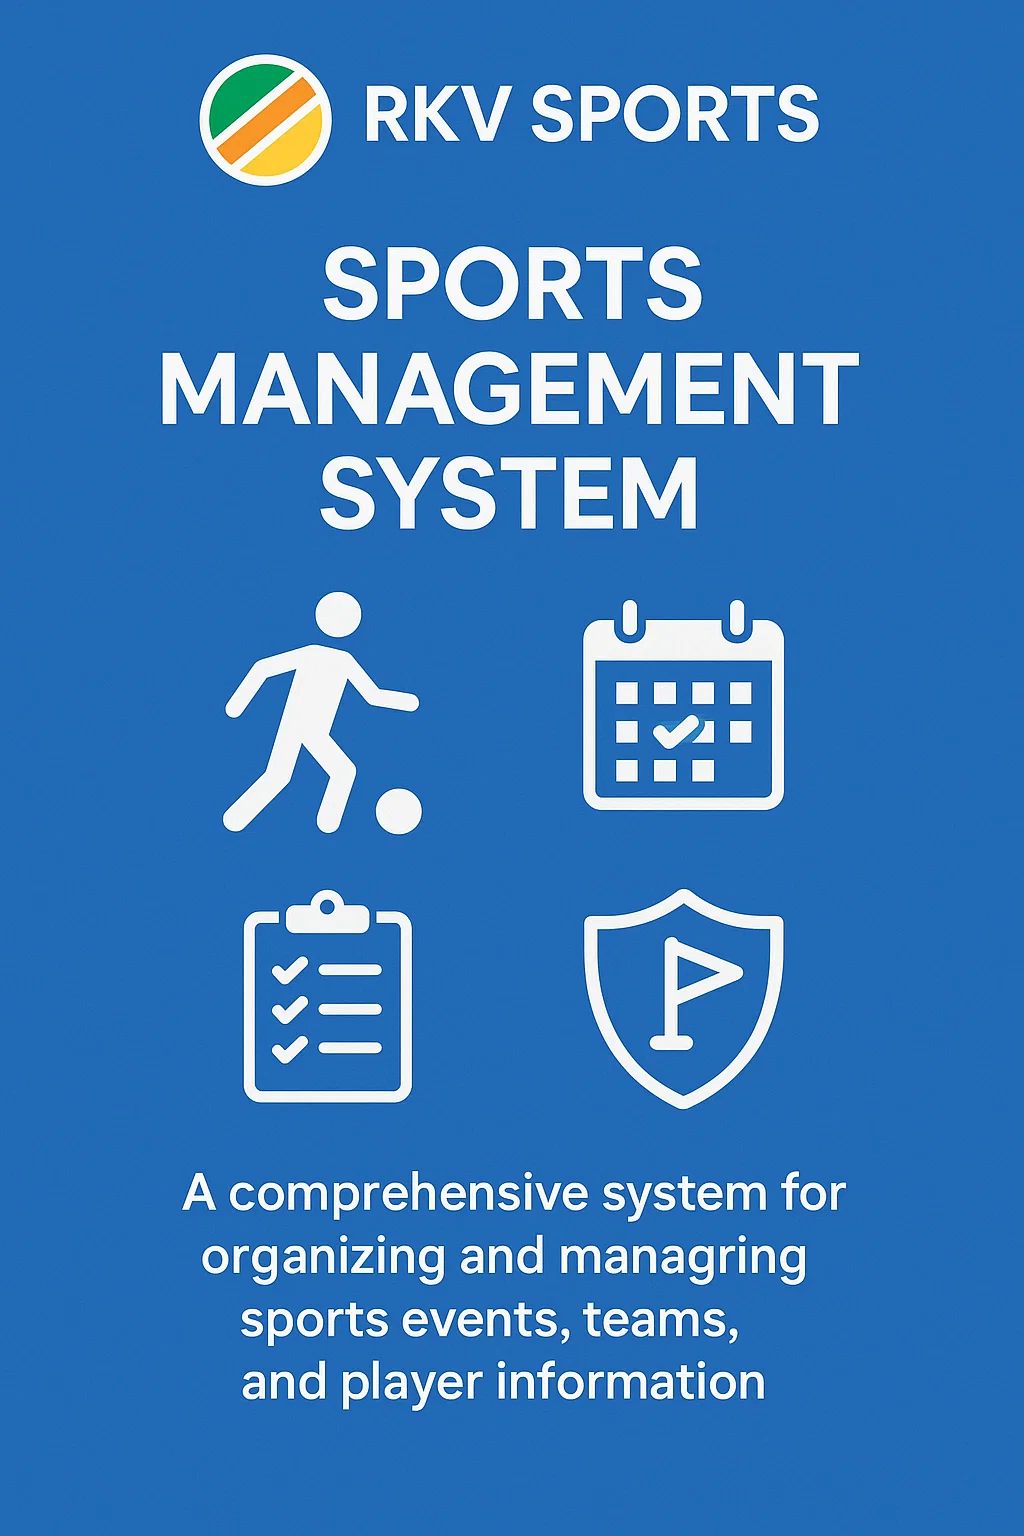 RKV SPORTS
SPORTS
MANAGEMENT
SYSTEM
A comprehensive system for
organizing and managring
sports events, teams,
and player information